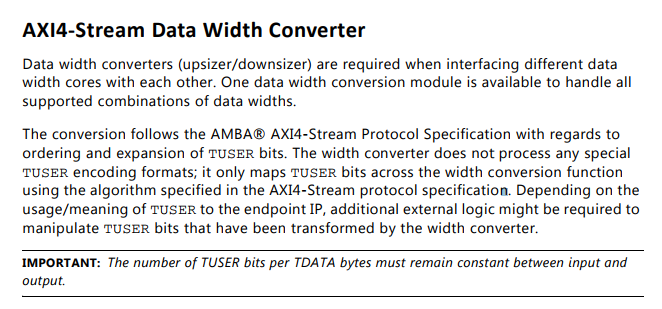 AXI4-Stream Data Width Converter
Data width converters (upsizer/downsizer) are required when interfacing different data
width cores with each other. One data width conversion module is available to handle all
supported combinations of data widths.
The conversion follows the AMBA® AXI4-Stream Protocol Specification with regards to
ordering and expansion of TUSER bits. The width converter does not process any special
TUSER encoding formats; it only maps TUSER bits across the width conversion function
using the algorithm specified in the AXI4-Stream protocol specification. Depending on the
usage/meaning of TUSER to the endpoint IP, additional external logic might be required to
manipulate TUSER bits that have been transformed by the width converter.
IMPORTANT: The number of TUSER bits per TDATA bytes must remain constant between input and
output.